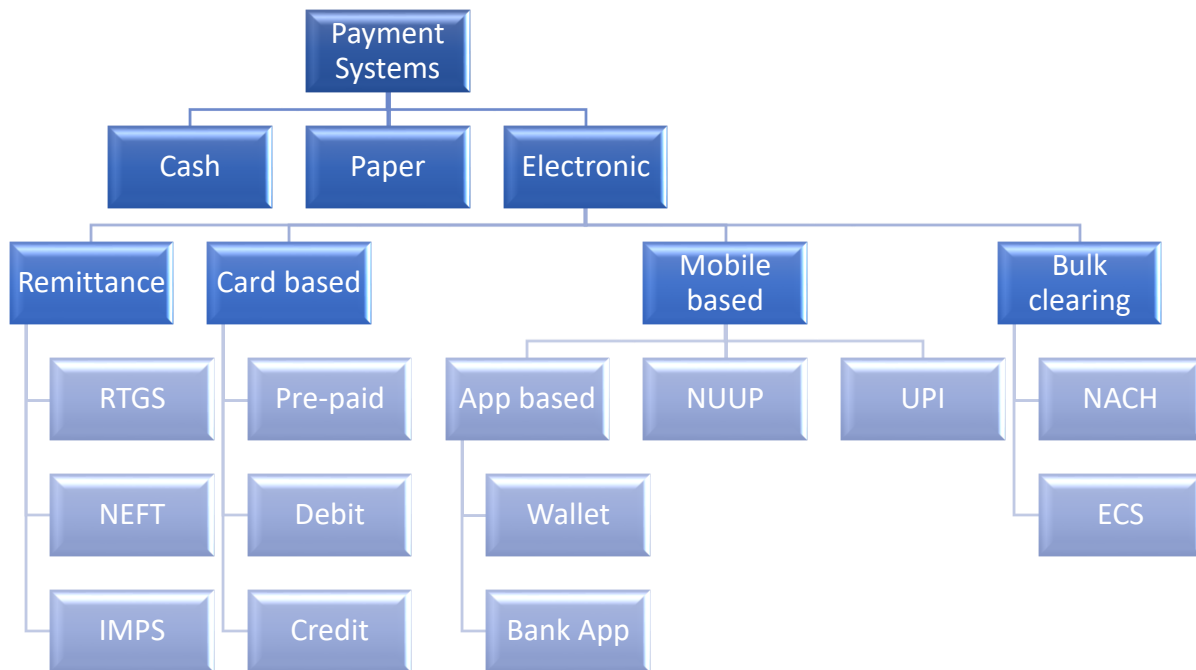 Payment
Systems
Cash
Paper
Electronic
Remittance
Card based
Mobile
based
Bulk
clearing
RTGS
Pre-paid
App based
NUUP
UPI
NACH
NEFT
Debit
Wallet
ECS
IMPS
Credit
Bank App